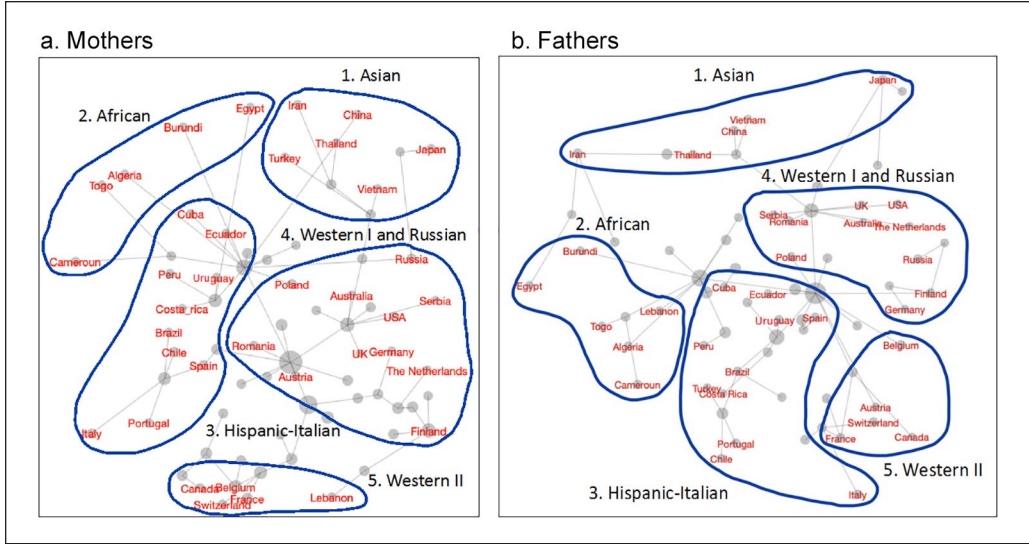 a. Mothers
1. Asian
2. African
Egypt
Iran
China
Burundi
Thailand
Japan
Turkey
Algeria
Togo
Vietnam
Cuba
Ecuador
4. Western I and Russian
Cameroun
Russia
Peru
Uruguay
Poland
Australia
Serbia
Costa_rica
USA
Brazil
Romania
Chile
UK
Germany
Spain
The Netherlands
Austria
Portugal
Italy
3. Hispanic-Italian
Finland
5. Western II
Canada
Belgium
France
Lebanon
Switzerland
b. Fathers
1. Asian
Japan
Vietnam
China
Iran
Thailand
4. Western I and Russian
UK
USA
Serbia
Romania
Australia
The Netherlands
2. African
Burundi
Poland
Russia
Egypt
Cuba
Ecuador
Finland
Lebanon
Germany
Togo
Uruguay
Spain
Algeria
Peru
Belgium
Cameroun
Brazil
Turkey
Costa Rica
Austria
Switzerland
Portugal
France
Canada
Chile
5. Western II
3. Hispanic-Italian
Italy